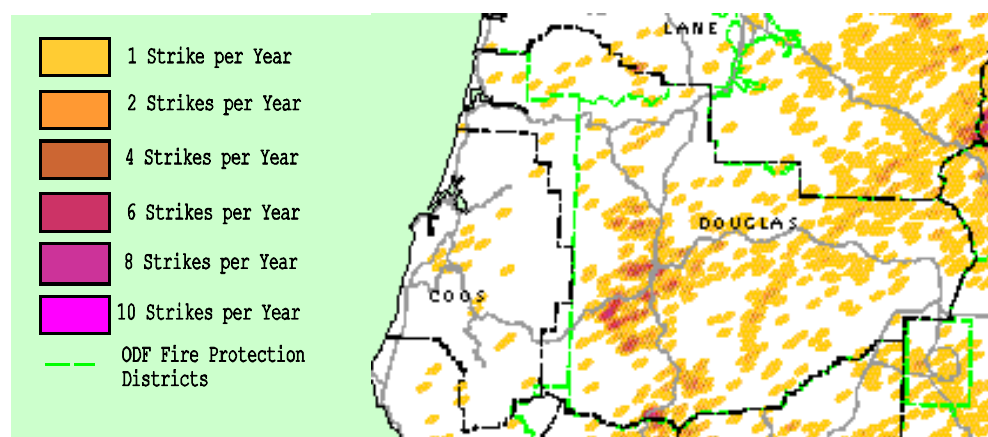 1 Strike per Year
2 Strikes per Year
4 Strikes per Year
6 Strikes per Year
8 Strikes per Year
10 Strikes per Year
ODF Fire Protection
Districts
LANE
DOUGLAS
COOS